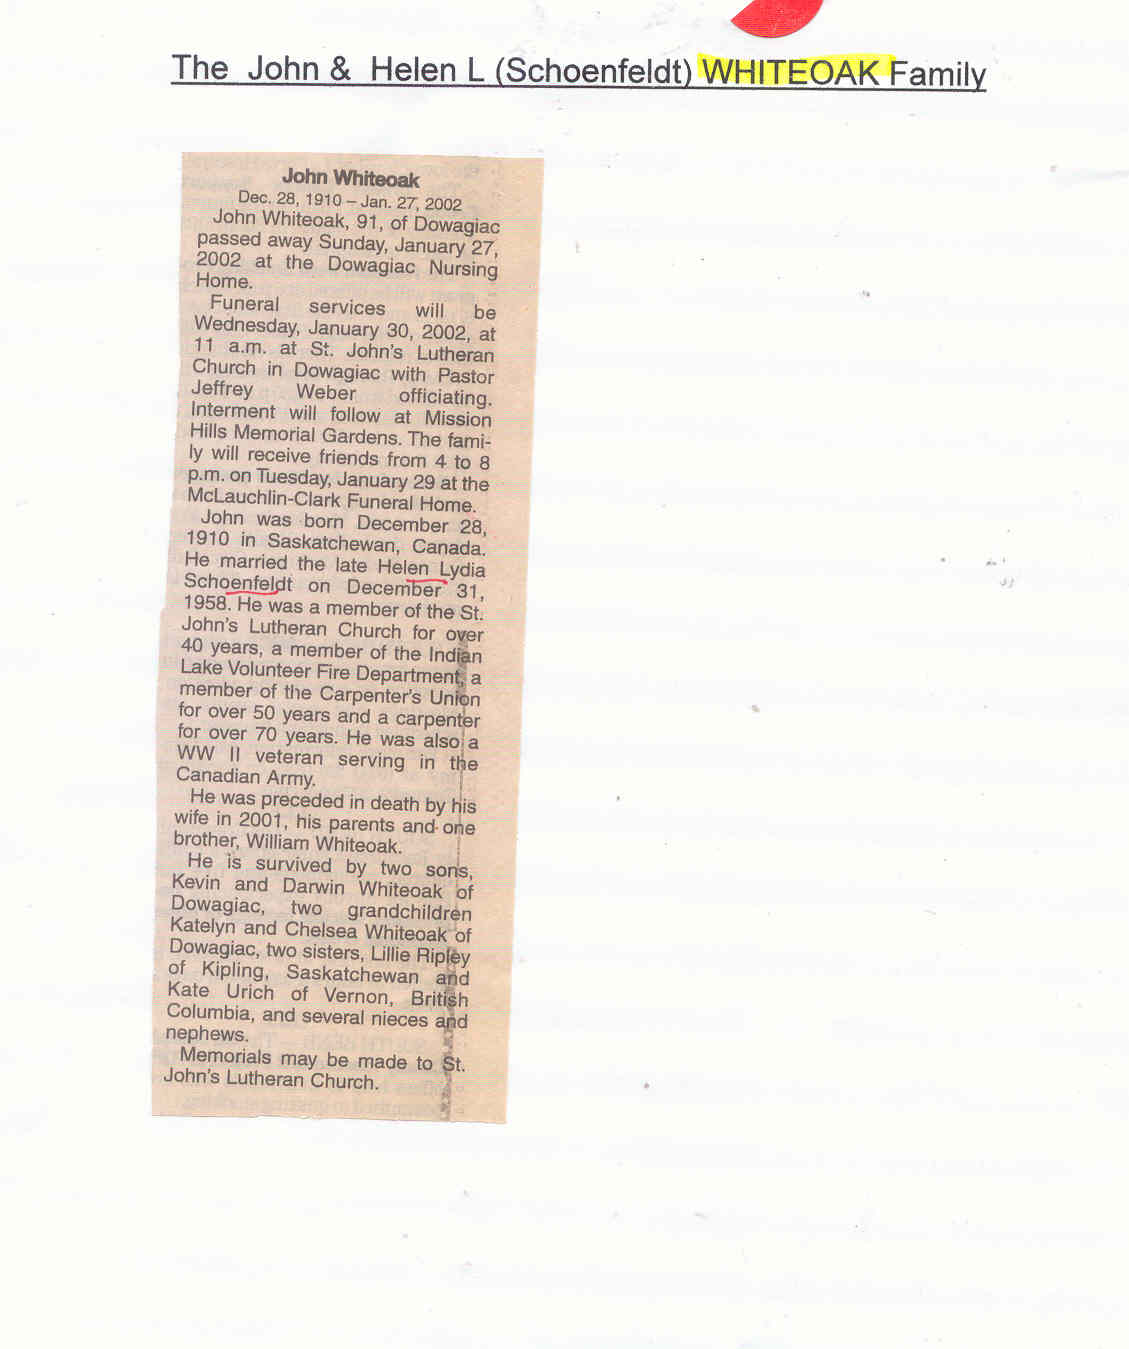 The John & Helen L (Schoenfeldt) WHITEOAK Family
John Whiteoak
Dec. 28, 1910 – Jan. 27, 2002
John Whiteoak, 91, of Dowagiac
passed away Sunday, January 27,
2002 at the Dowagiac Nursing
Home.
Funeral services will be
Wednesday, January 30, 2002, at
11 a.m. at St. John's Lutheran
Church in Dowagiac with Pastor
Jeffrey Weber officiating.
Interment will follow at Mission
Hills Memorial Gardens. The fami-
ly will receive friends from 4 to 8
p.m. on Tuesday, January 29 at the
McLauchlin-Clark Funeral Home.
John was born December 28,
1910 in Saskatchewan, Canada.
He married the late Helen Lydia
Schoenfeldt on December 31,
1958. He was a member of the St.
John's Lutheran Church for over
40 years, a member of the Indian
Lake Volunteer Fire Department, a
member of the Carpenter's Union
for over 50 years and a carpenter
for over 70 years. He was also a
WW II veteran serving in the
Canadian Army.
He was preceded in death by his
wife in 2001, his parents and one
brother, William Whiteoak.
He is survived by two sons,
Kevin and Darwin Whiteoak of
Dowagiac, two grandchildren
Katelyn and Chelsea Whiteoak of
Dowagiac, two sisters, Lillie Ripley
of Kipling, Saskatchewan and
Kate Urich of Vernon, British
Columbia, and several nieces and
nephews.
Memorials may be made to St.
John's Lutheran Church.